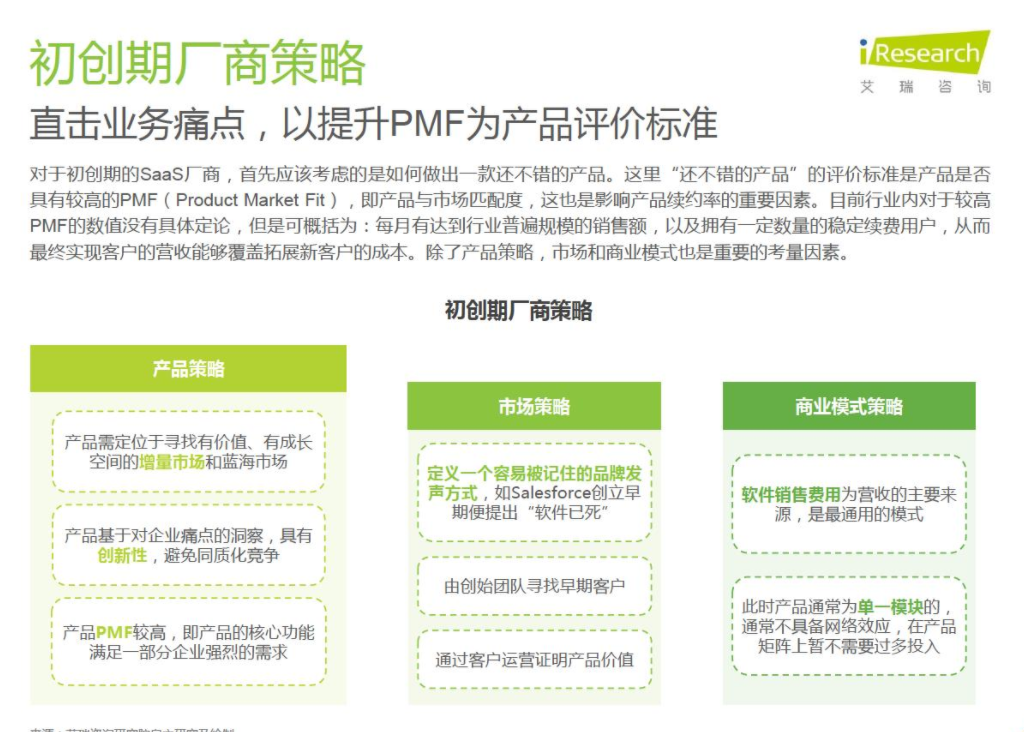 初创期厂商策略
iResearch
艾瑞咨询
直击业务痛点，以提升PMF为产品评价标准
对于初创期的SaaS厂商，首先应该考虑的是如何做出一款还不错的产品。这里“还不错的产品”的评价标准是产品是否
具有较高的PMF（Product Market Fit），即产品与市场匹配度，这也是影响产品续约率的重要因素。目前行业内对于较高
PMF的数值没有具体定论，但是可概括为：每月有达到行业普遍规模的销售额，以及拥有一定数量的稳定续费用户，从而
最终实现客户的营收能够覆盖拓展新客户的成本。除了产品策略，市场和商业模式也是重要的考量因素。
初创期厂商策略
产品策略
产品需定位于寻找有价值、有成长
空间的增量市场和蓝海市场
产品基于对企业痛点的洞察，具有
创新性，避免同质化竞争
产品PMF较高，即产品的核心功能
满足一部分企业强烈的需求
市场策略
定义一个容易被记住的品牌发
声方式，如Salesforce创立早
期便提出“软件已死”
由创始团队寻找早期客户
通过客户运营证明产品价值
商业模式策略
软件销售费用为营收的主要来
源，是最通用的模式
此时产品通常为单一模块的，
通常不具备网络效应，在产品
矩阵上暂不需要过多投入